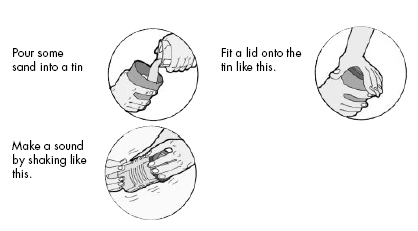 Pour some
sand into a tin
Fit a lid onto the
tin like this.
Make a sound
by shaking like
this.